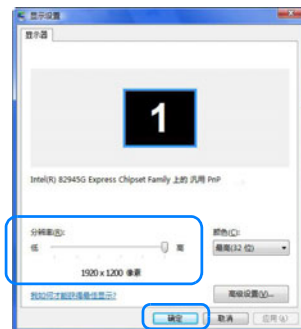 显示设置
显示器
1
Intel(R) 82945G Express Chipset Family 上的 汎用 PnP
分辨率(R):
低
高
1920 x 1200 像素
颜色(C):
最高(32 位)
我如何才能获得最佳显示?
高级设置(V)...
确定
取消
应用(A)